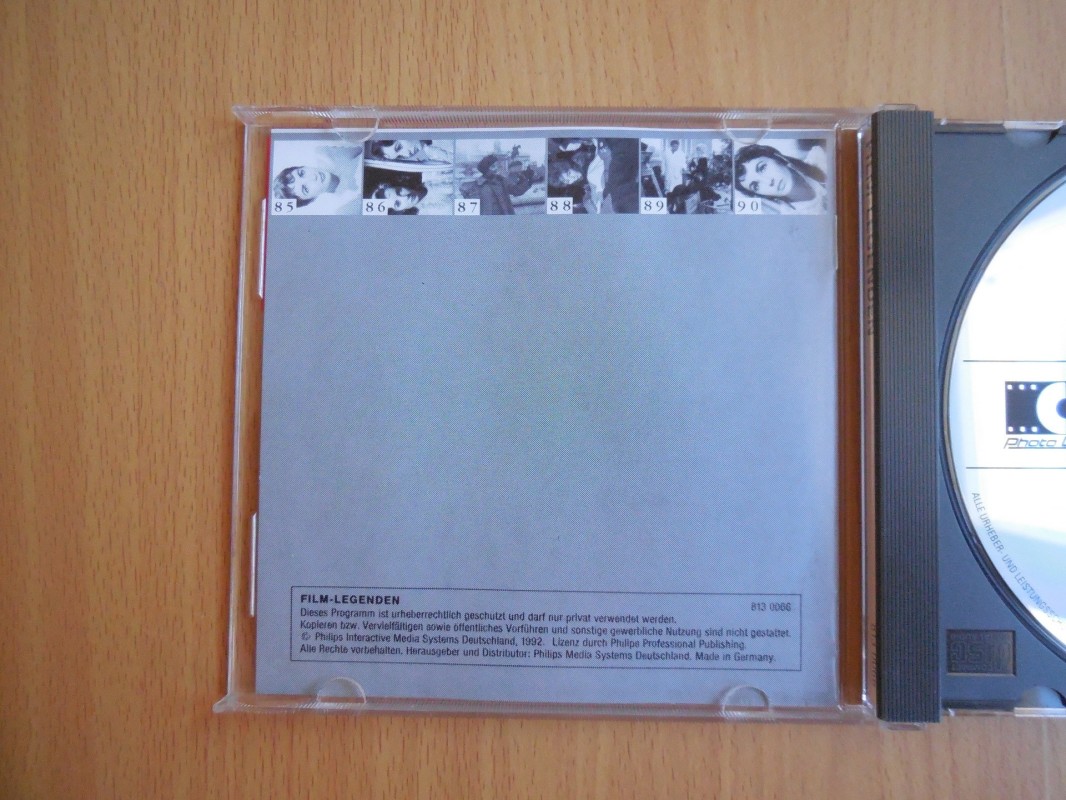 85 86 87 88 89 90
FILM-LEGENDEN
813 0066
Dieses Programm ist urheberrechtlich geschützt und darf nur privat verwendet werden.
Kopieren bzw. Vervielfältigen sowie öffentliches Vorführen und sonstige gewerbliche Nutzung sind nicht gestattet.
© Philips Interactive Media Systems Deutschland, 1992. Lizenz durch Philips Professional Publishing.
Alle Rechte vorbehalten. Herausgeber und Distributor: Philips Media Systems Deutschland. Made in Germany.
Photo
ALLE URHEBER- UND